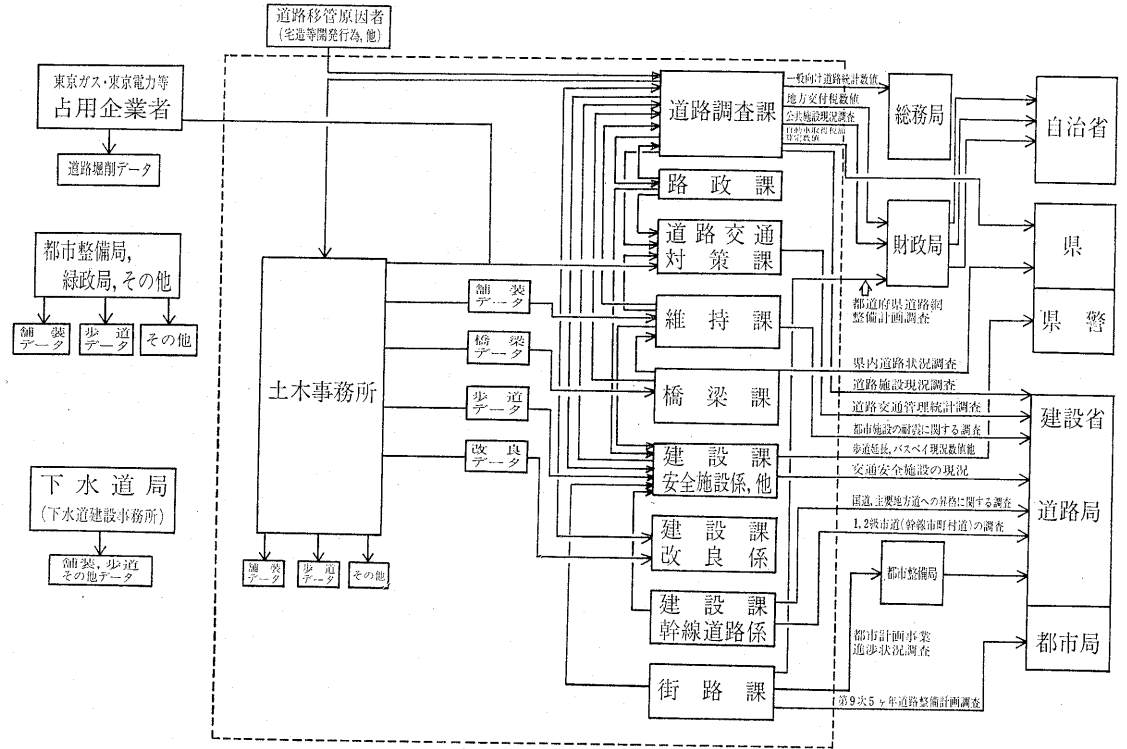 道路移管原因者
(宅造等開発行為,他)
東京ガス・東京電力等
占用企業者
道路堀削データ
都市整備局,
緑政局,その他
舗装
データ
歩道
データ
その他
下水道局
(下水道建設事務所)
舗装,歩道
その他データ
土木事務所
舗装
データ
歩道
データ
その他
舗装
データ
橋梁
データ
歩道
データ
改良
データ
道路調査課
路政課
道路交通
対策課
維持課
橋梁課
建設課
安全施設係,他
建設課
改良係
建設課
幹線道路係
街路課
一般向け道路統計数値
地方交付税数値
公共施設現況調査
自動車取得税額
算定数値
都道府県道路網
整備計画調査
県内道路状況調査
道路施設現況調査
道路交通管理統計調査
都市施設の耐震に関する調査
歩道延長,バスベイ現況数値他
交通安全施設の現況
国道,主要地方道への昇格に関する調査
1,2級市道(幹線市町村道)の調査
都市計画事業
進渉状況調査
第9次5ヶ年道路整備計画調査
総務局
財政局
都市整備局
自治省
県
県警
建設省
道路局
都市局